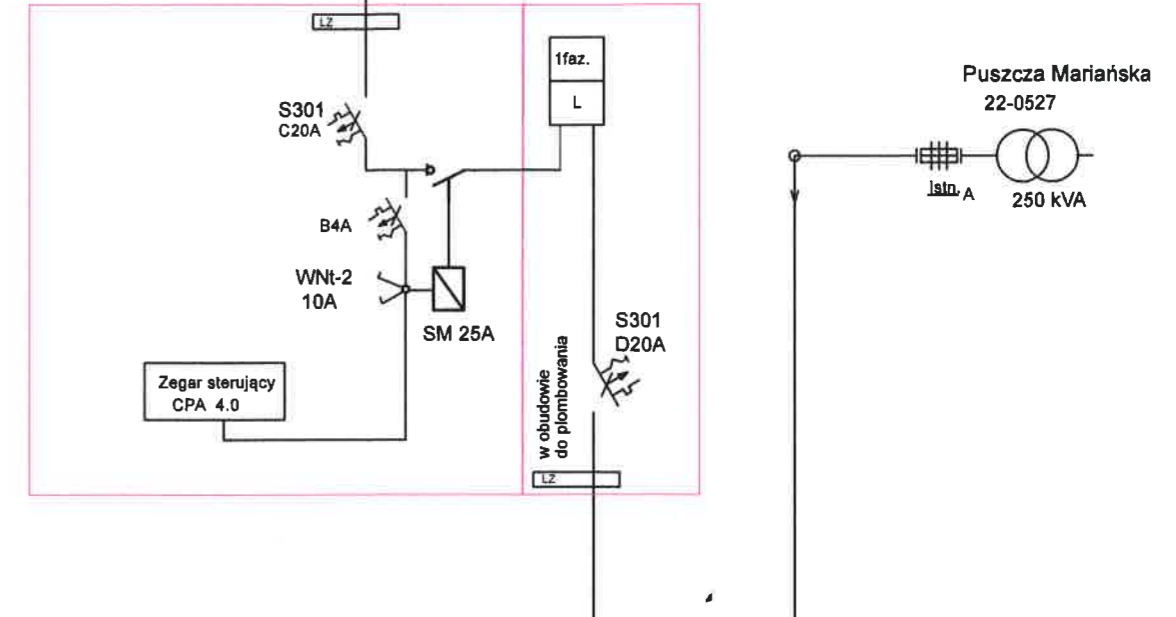 LZ
1faz.
L
S301
C20A
B4A
WNt-2
10A
SM 25A
Zegar sterujący
CPA 4.0
S301
D20A
w obudowie
do plombowania
LZ
Puszcza Mariańska
22-0527
Istn. A
250 kVA